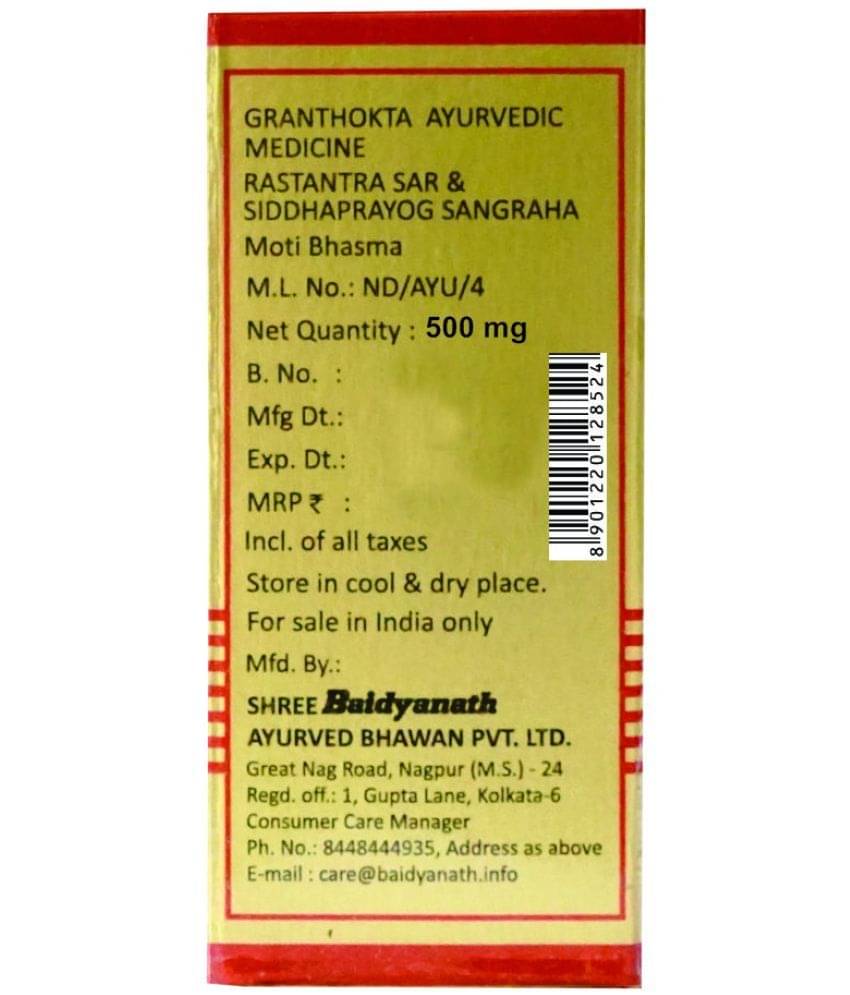 GRANTHOKTA AYURVEDIC
MEDICINE
RASTANTRA SAR &
SIDDHAPRAYOG SANGRAHA
Moti Bhasma
M.L. No.: ND/AYU/4
Net Quantity : 500 mg
B. No. :
Mfg Dt.:
Exp. Dt.:
MRP ₹ :
Incl. of all taxes
Store in cool & dry place.
For sale in India only
Mfd. By.:
SHREE Baidyanath
AYURVED BHAWAN PVT. LTD.
Great Nag Road, Nagpur (M.S.) - 24
Regd. off.: 1, Gupta Lane, Kolkata-6
Consumer Care Manager
Ph. No.: 8448444935, Address as above
E-mail : care@baidyanath.info
8 901220 128524